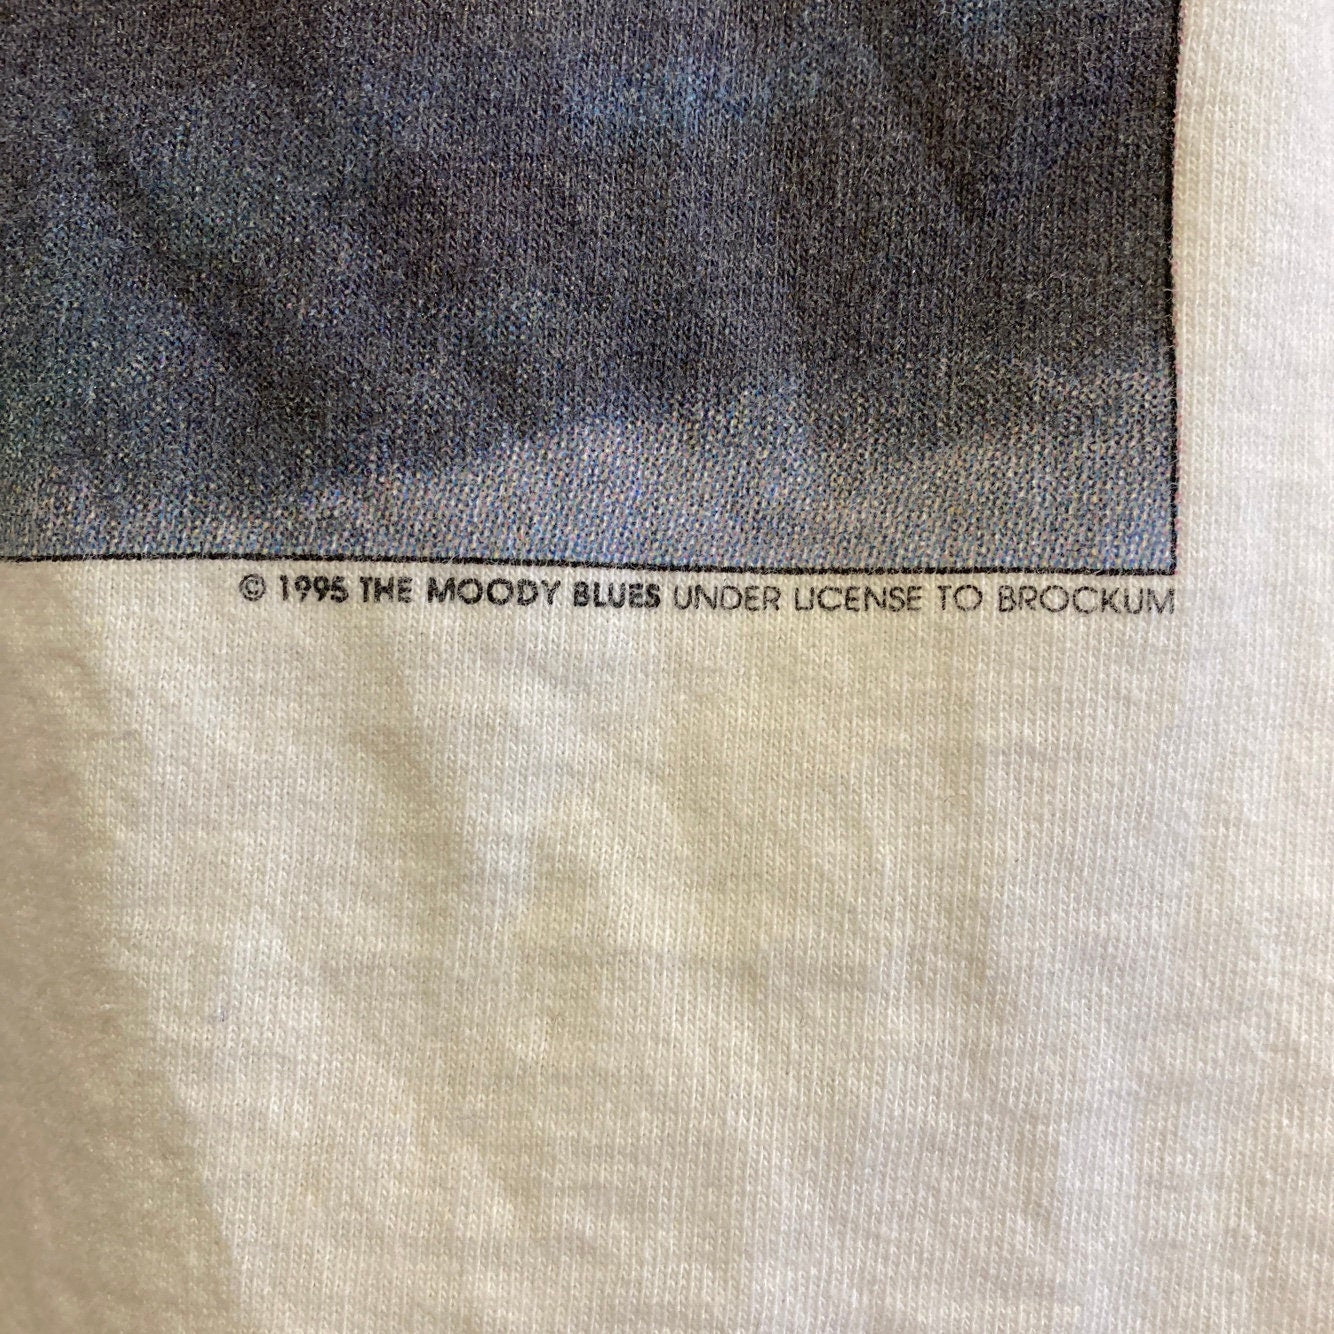 © 1995 THE MOODY BLUES UNDER LICENSE TO BROCKUM